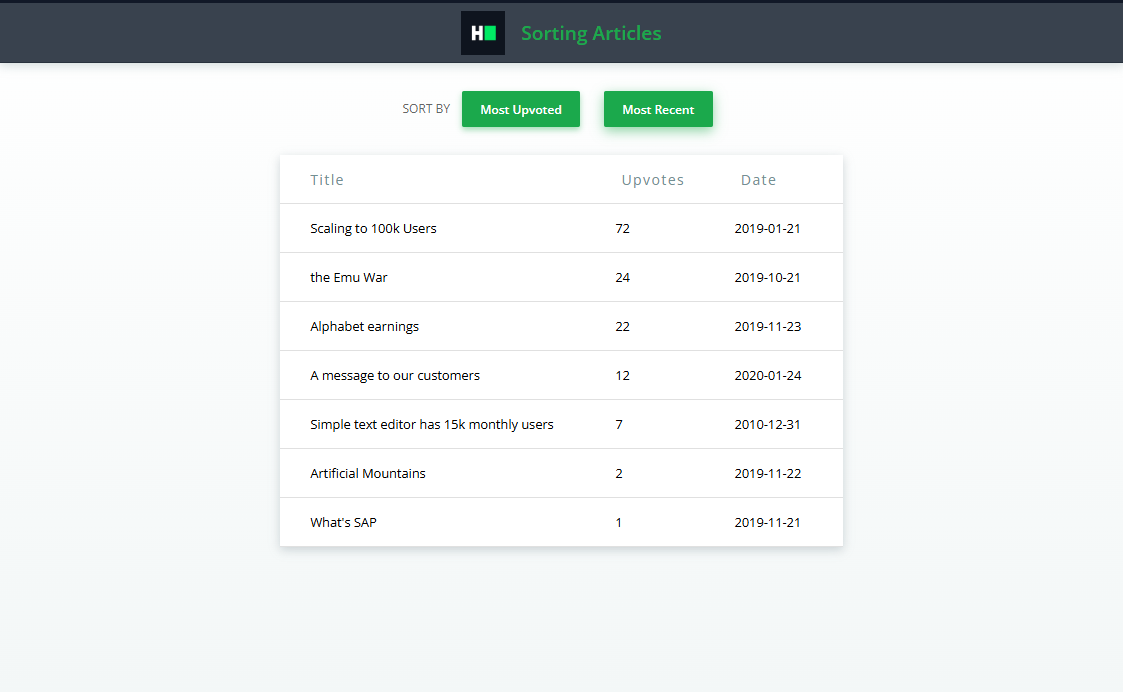 H Sorting Articles
SORT BY Most Upvoted Most Recent
Title Upvotes Date
Scaling to 100k Users 72 2019-01-21
the Emu War 24 2019-10-21
Alphabet earnings 22 2019-11-23
A message to our customers 12 2020-01-24
Simple text editor has 15k monthly users 7 2010-12-31
Artificial Mountains 2 2019-11-22
What's SAP 1 2019-11-21